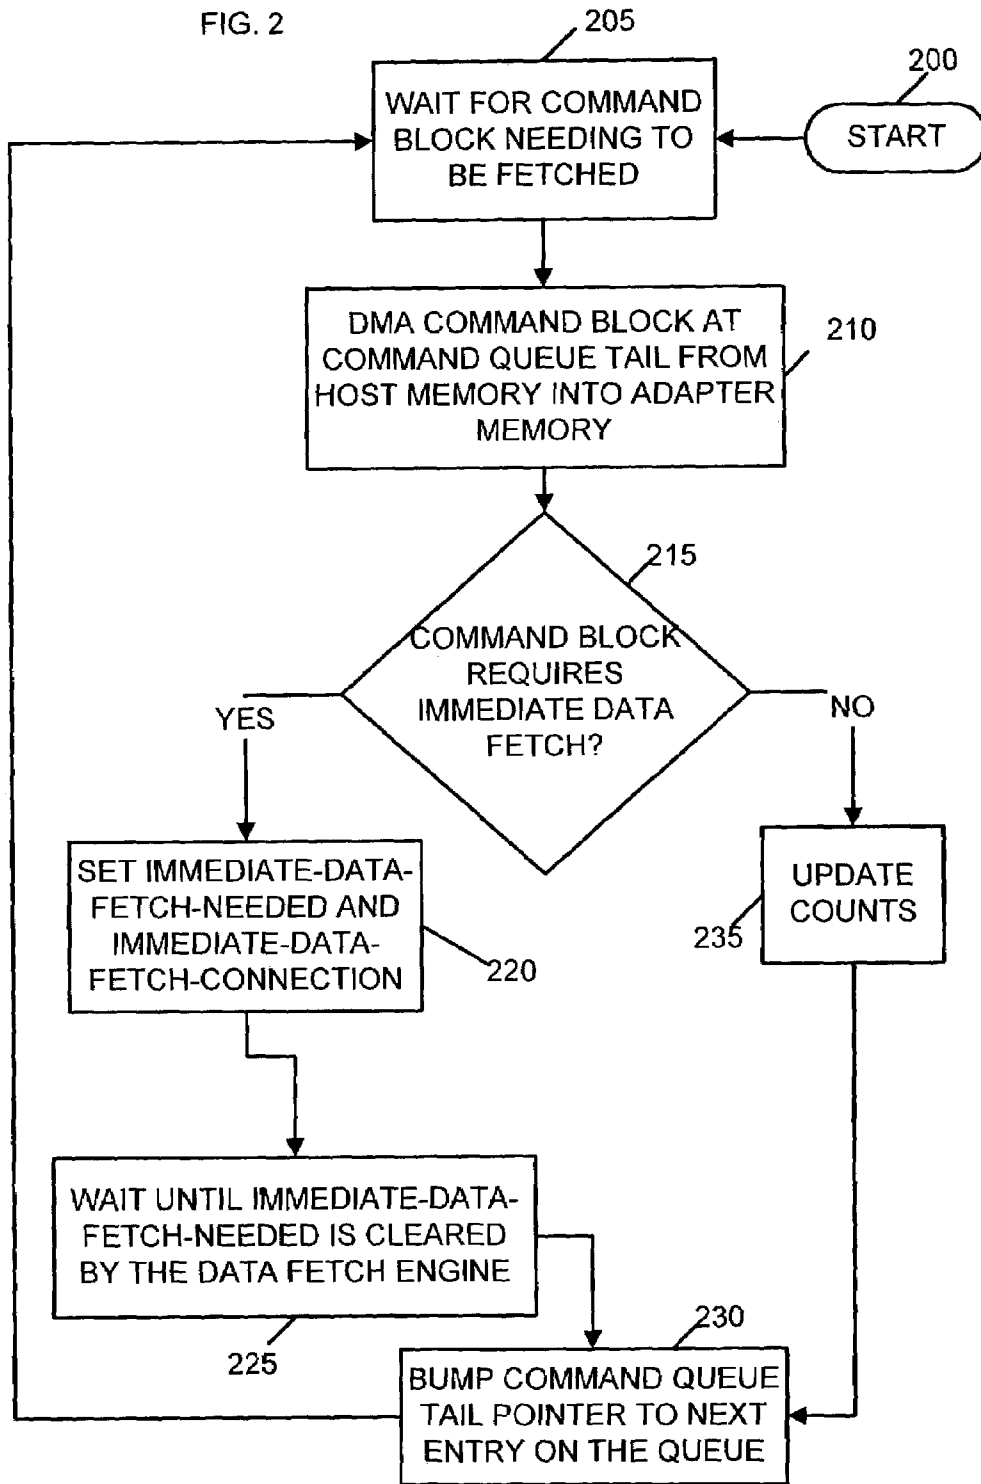 FIG. 2
205
200
WAIT FOR COMMAND
BLOCK NEEDING TO
BE FETCHED
START
DMA COMMAND BLOCK AT
COMMAND QUEUE TAIL FROM
HOST MEMORY INTO ADAPTER
MEMORY
210
215
COMMAND BLOCK
REQUIRES
IMMEDIATE DATA
FETCH?
YES
NO
SET IMMEDIATE-DATA-
FETCH-NEEDED AND
IMMEDIATE-DATA-
FETCH-CONNECTION
220
UPDATE
COUNTS
235
WAIT UNTIL IMMEDIATE-DATA-
FETCH-NEEDED IS CLEARED
BY THE DATA FETCH ENGINE
225
230
BUMP COMMAND QUEUE
TAIL POINTER TO NEXT
ENTRY ON THE QUEUE